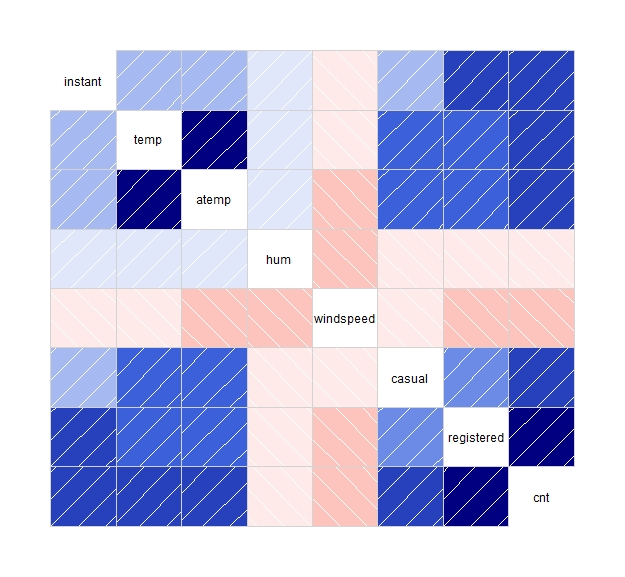 instant
temp
atemp
hum
windspeed
casual
registered
cnt